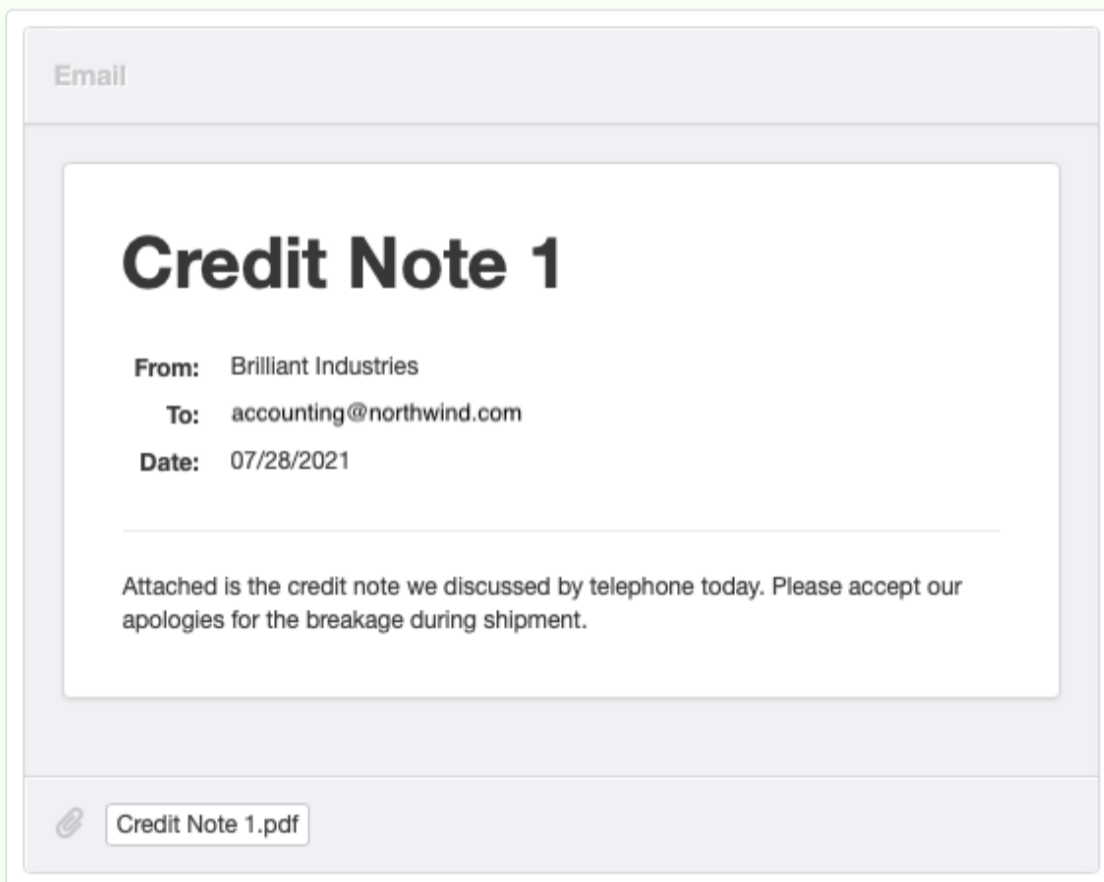 Email
Credit Note 1
From: Brilliant Industries
To: accounting@northwind.com
Date: 07/28/2021
Attached is the credit note we discussed by telephone today. Please accept our
apologies for the breakage during shipment.
Credit Note 1.pdf